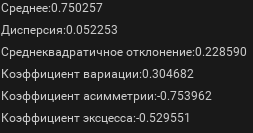 Среднее:0.750257
Дисперсия:0.052253
Среднеквадратичное отклонение:0.228590
Коэффициент вариации:0.304682
Коэффициент асимметрии:-0.753962
Коэффициент эксцесса:-0.529551